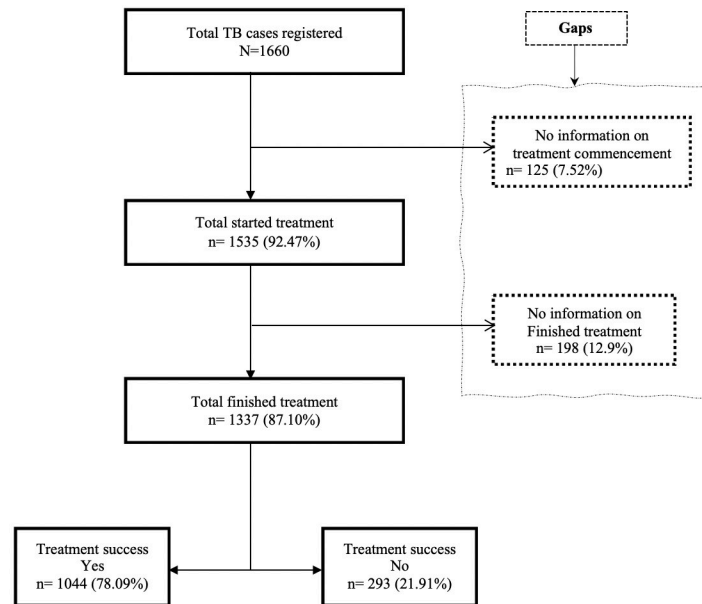 Total TB cases registered
N=1660
Gaps
No information on
treatment commencement
n= 125 (7.52%)
Total started treatment
n= 1535 (92.47%)
No information on
Finished treatment
n= 198 (12.9%)
Total finished treatment
n= 1337 (87.10%)
Treatment success
Yes
n= 1044 (78.09%)
Treatment success
No
n= 293 (21.91%)